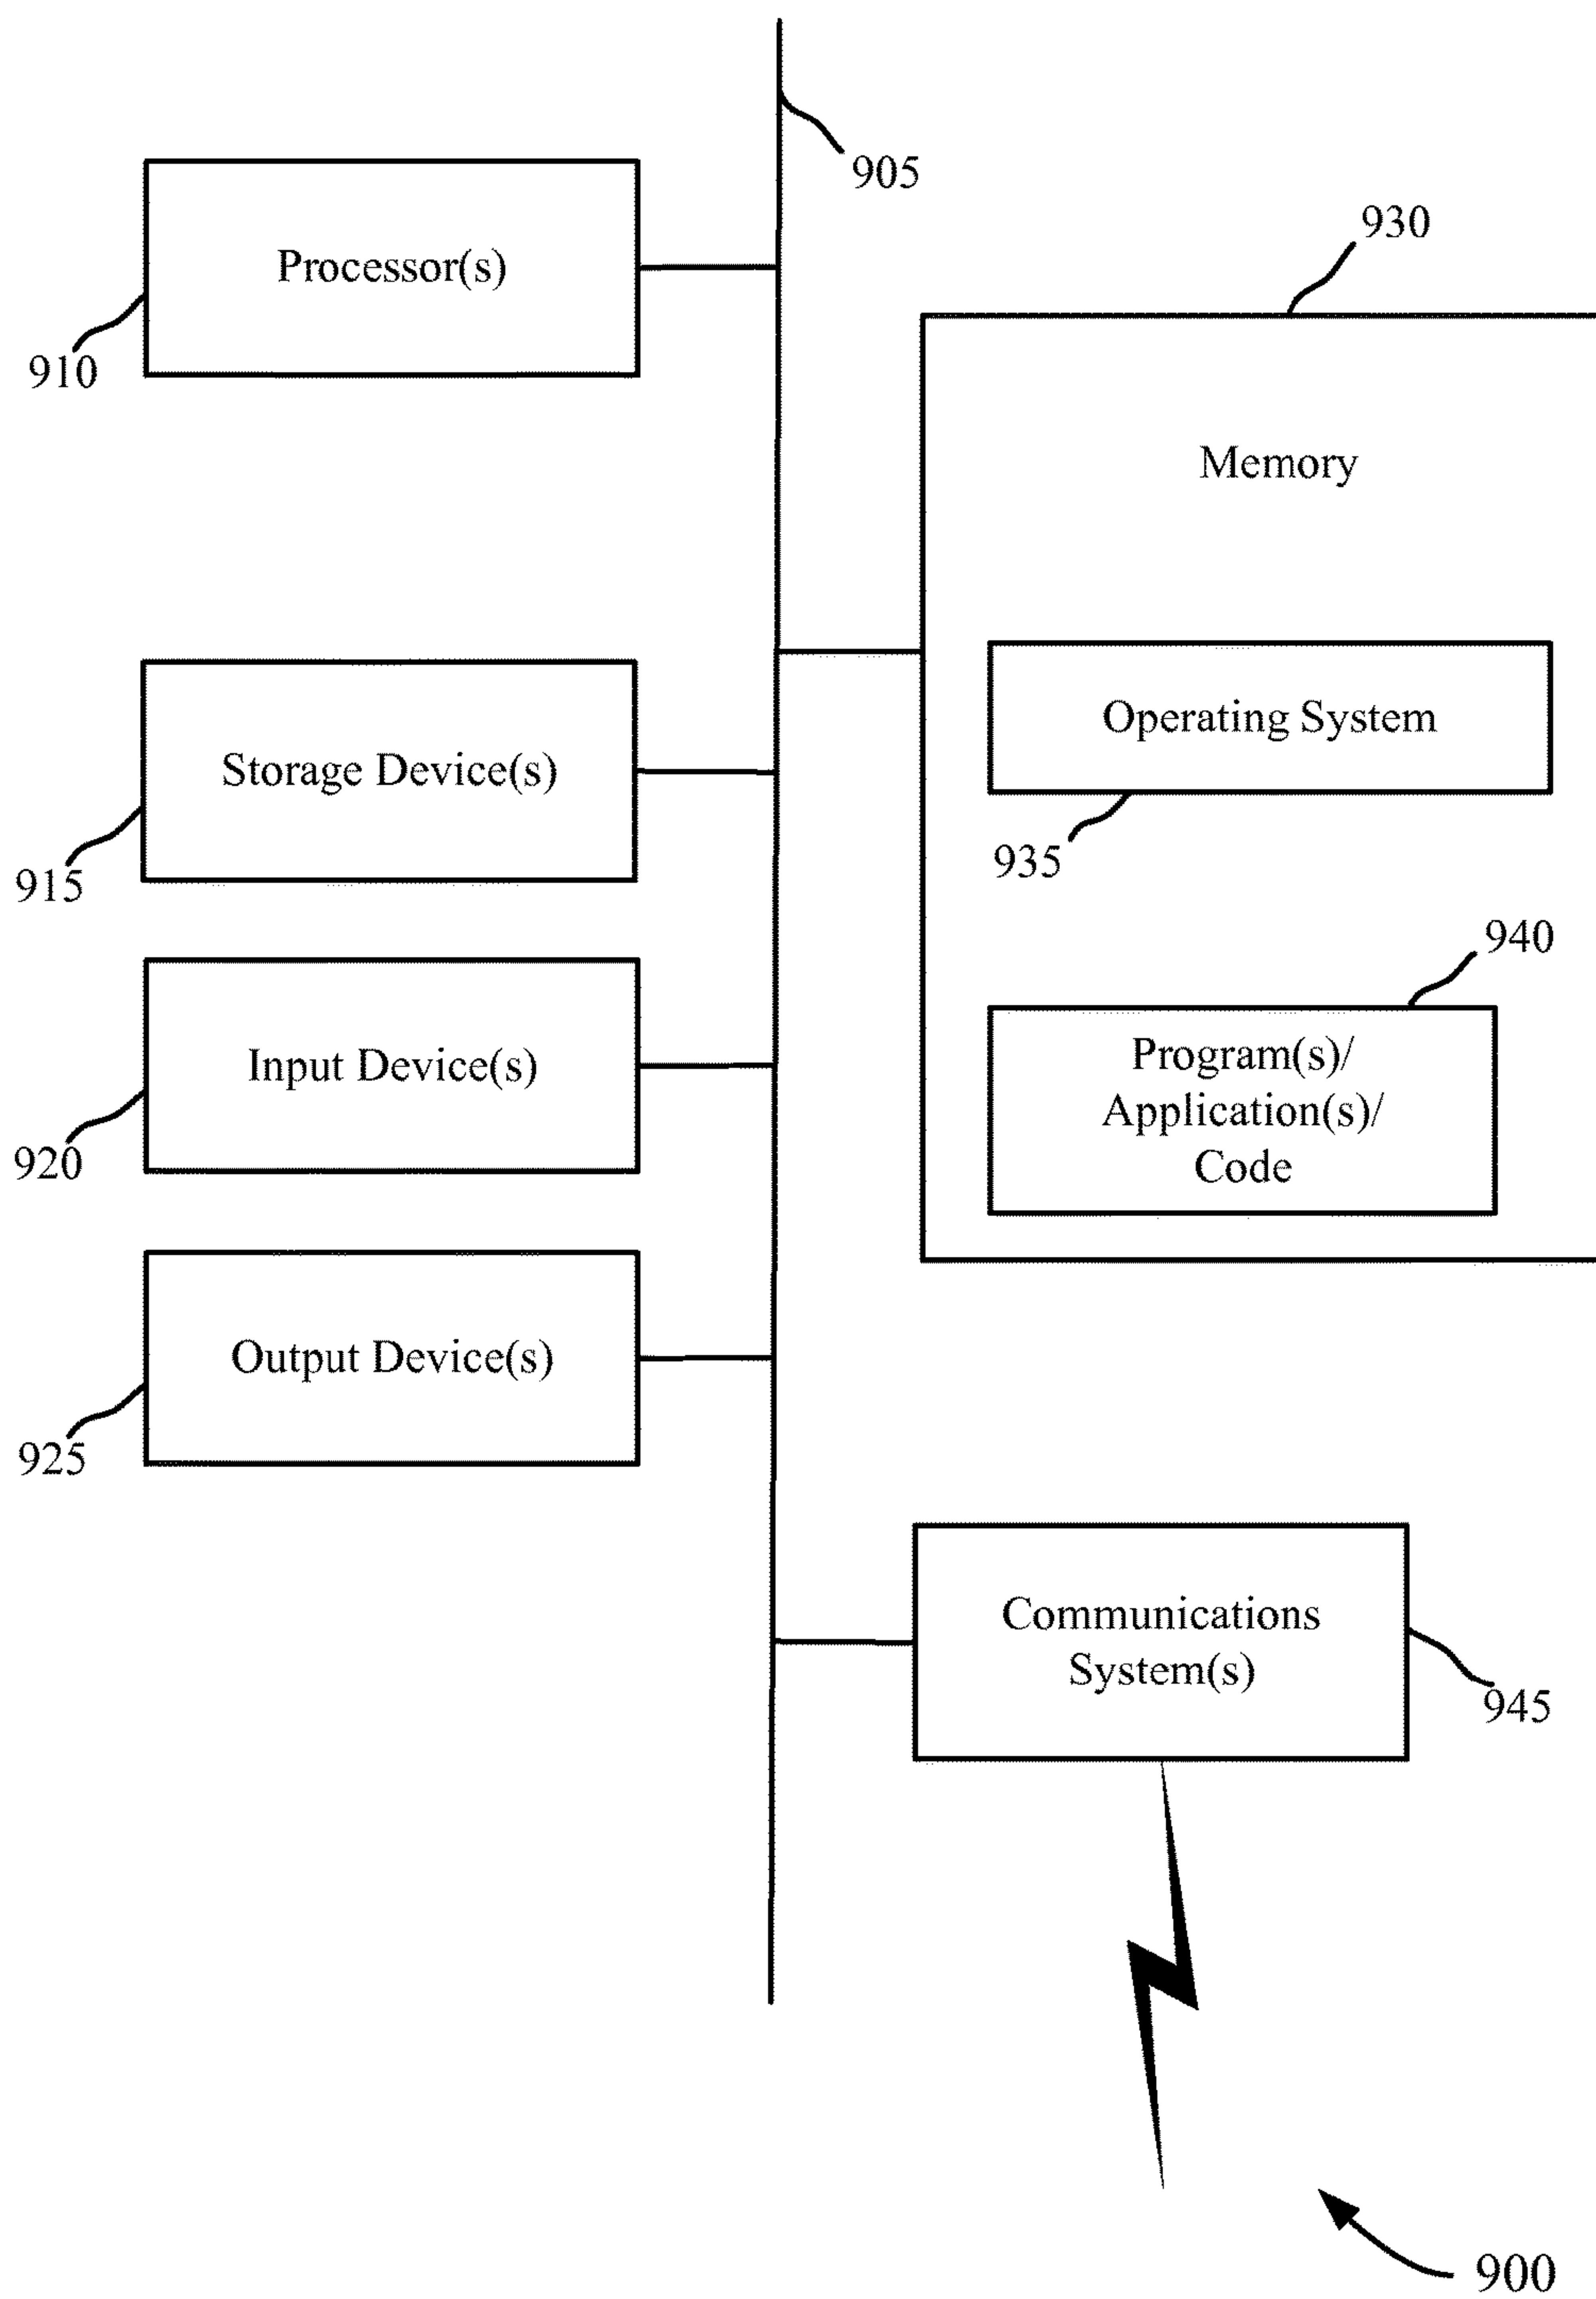 905
Processor(s)
910
930
Memory
Storage Device(s)
915
Operating System
935
Input Device(s)
920
940
Program(s)/
Application(s)/
Code
Output Device(s)
925
Communications
System(s)
945
900